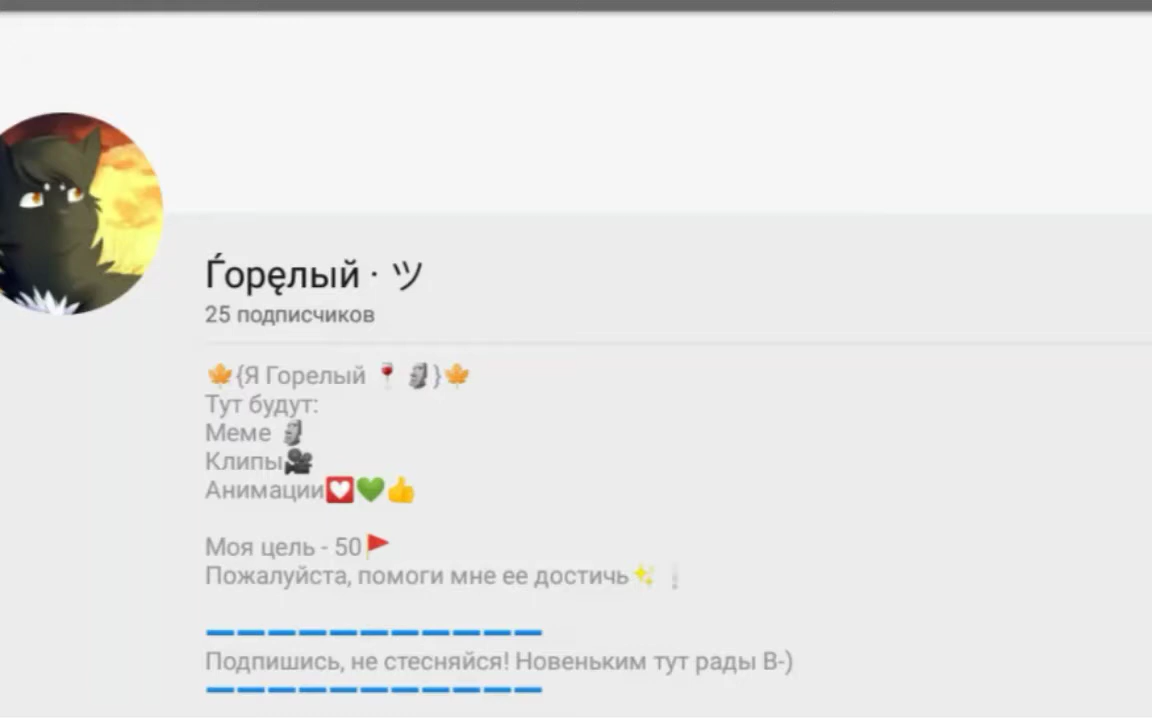 Ѓорęлый · ツ
25 подписчиков
🍁{Я Горелый 🍷 🗿}🍁
Тут будут:
Меме 🗿
Клипы🎥
Анимации💟💚👍
Моя цель - 50🚩
Пожалуйста, помоги мне ее достичь✨❕
➖➖➖➖➖➖➖➖➖➖➖
Подпишись, не стесняйся! Новеньким тут рады B-)
➖➖➖➖➖➖➖➖➖➖➖